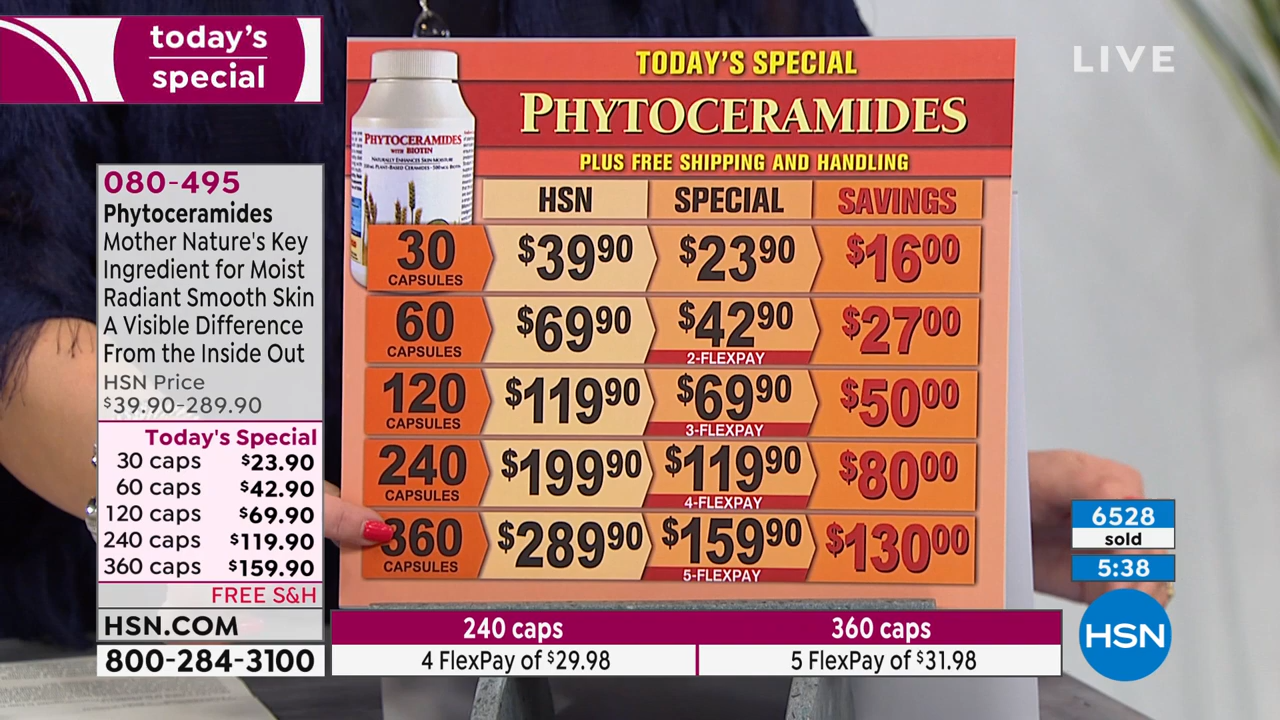 today's
special
LIVE
TODAY'S SPECIAL
PHYTOCERAMIDES
PLUS FREE SHIPPING AND HANDLING
PHYTOCERAMIDES
WITH BIOTIN
NATURALLY ENHANCES SKIN MOISTURE
HSN SPECIAL SAVINGS
30 CAPSULES $39.90 $23.90 $16.00
60 CAPSULES $69.90 $42.90 2-FLEXPAY $27.00
120 CAPSULES $119.90 $69.90 3-FLEXPAY $50.00
240 CAPSULES $199.90 $119.90 4-FLEXPAY $80.00
360 CAPSULES $289.90 $159.90 5-FLEXPAY $130.00
080-495
Phytoceramides
Mother Nature's Key
Ingredient for Moist
Radiant Smooth Skin
A Visible Difference
From the Inside Out
HSN Price
$39.90-289.90
Today's Special
30 caps $23.90
60 caps $42.90
120 caps $69.90
240 caps $119.90
360 caps $159.90
FREE S&H
HSN.COM
800-284-3100
240 caps
4 FlexPay of $29.98
360 caps
5 FlexPay of $31.98
6528
sold
5:38
HSN